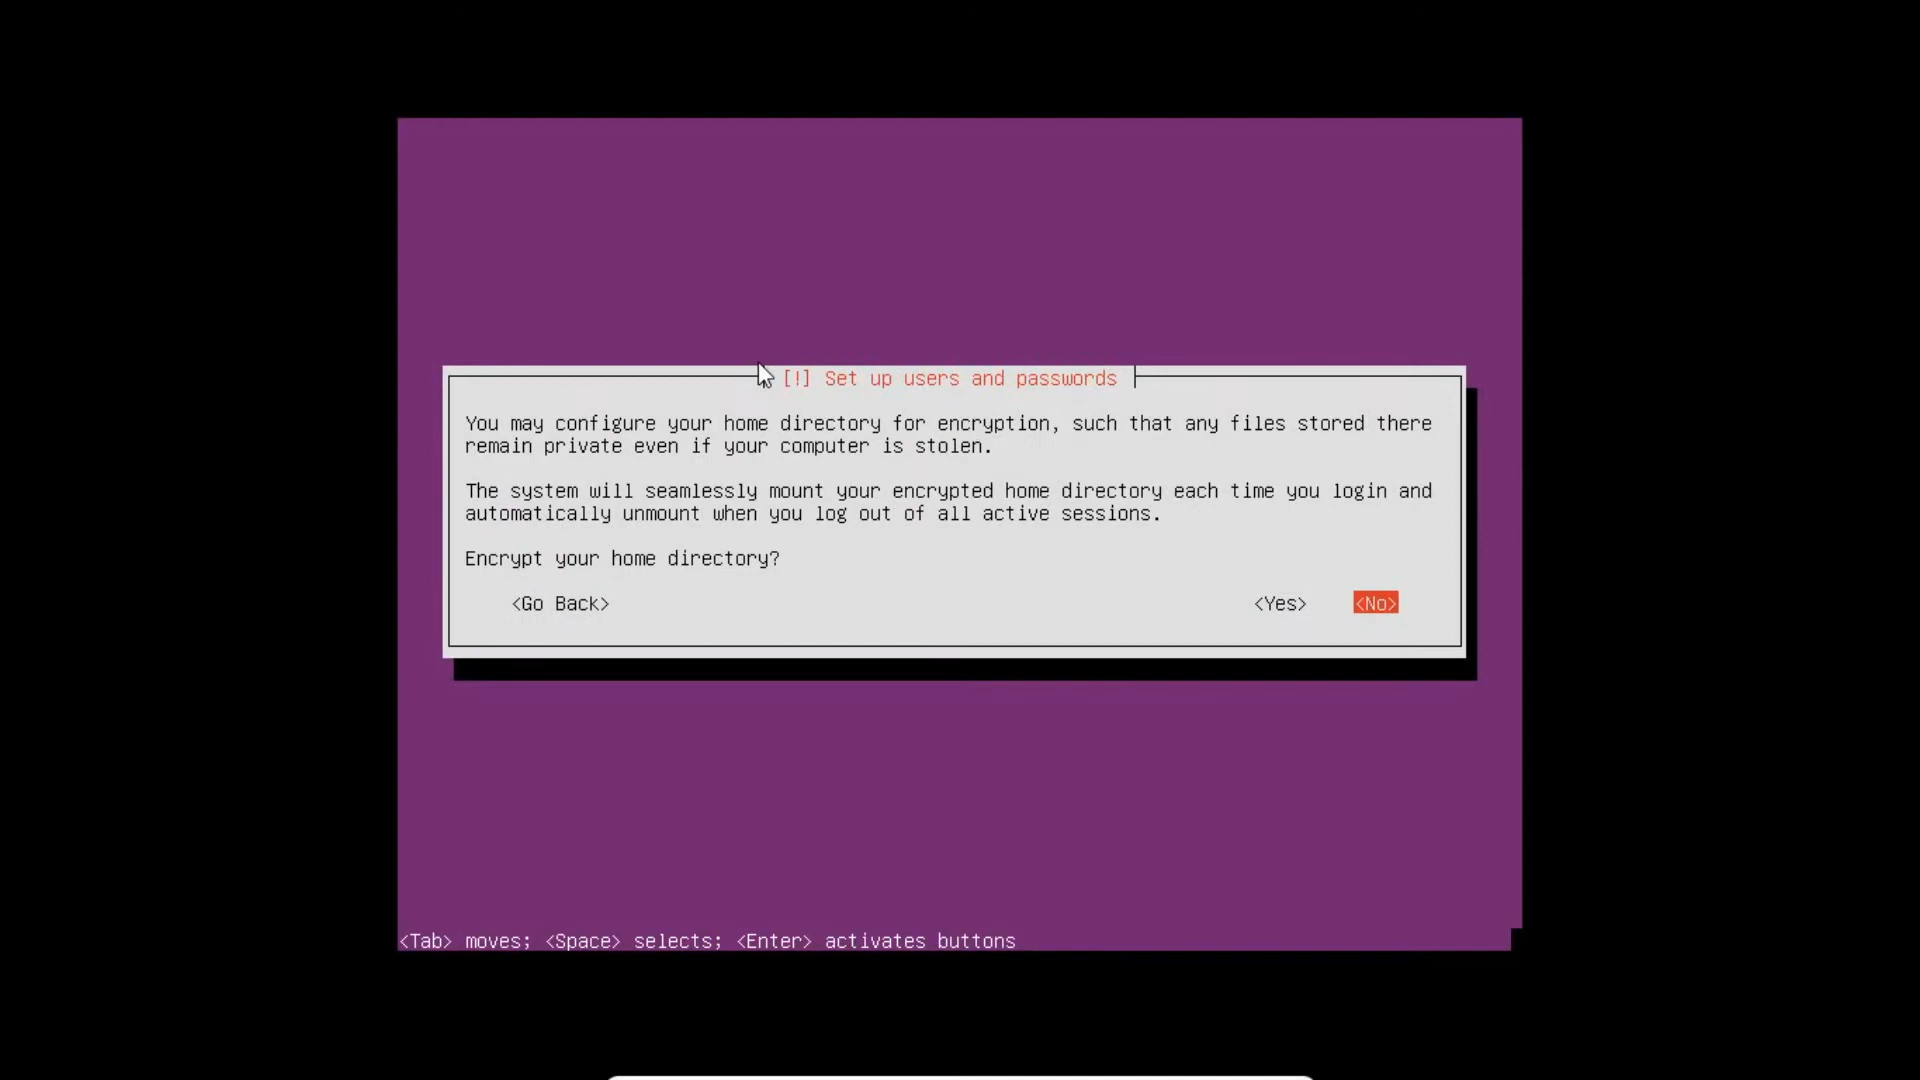 [!] Set up users and passwords
You may configure your home directory for encryption, such that any files stored there
remain private even if your computer is stolen.
The system will seamlessly mount your encrypted home directory each time you login and
automatically unmount when you log out of all active sessions.
Encrypt your home directory?
<Go Back> <Yes> <No>
<Tab> moves; <Space> selects; <Enter> activates buttons